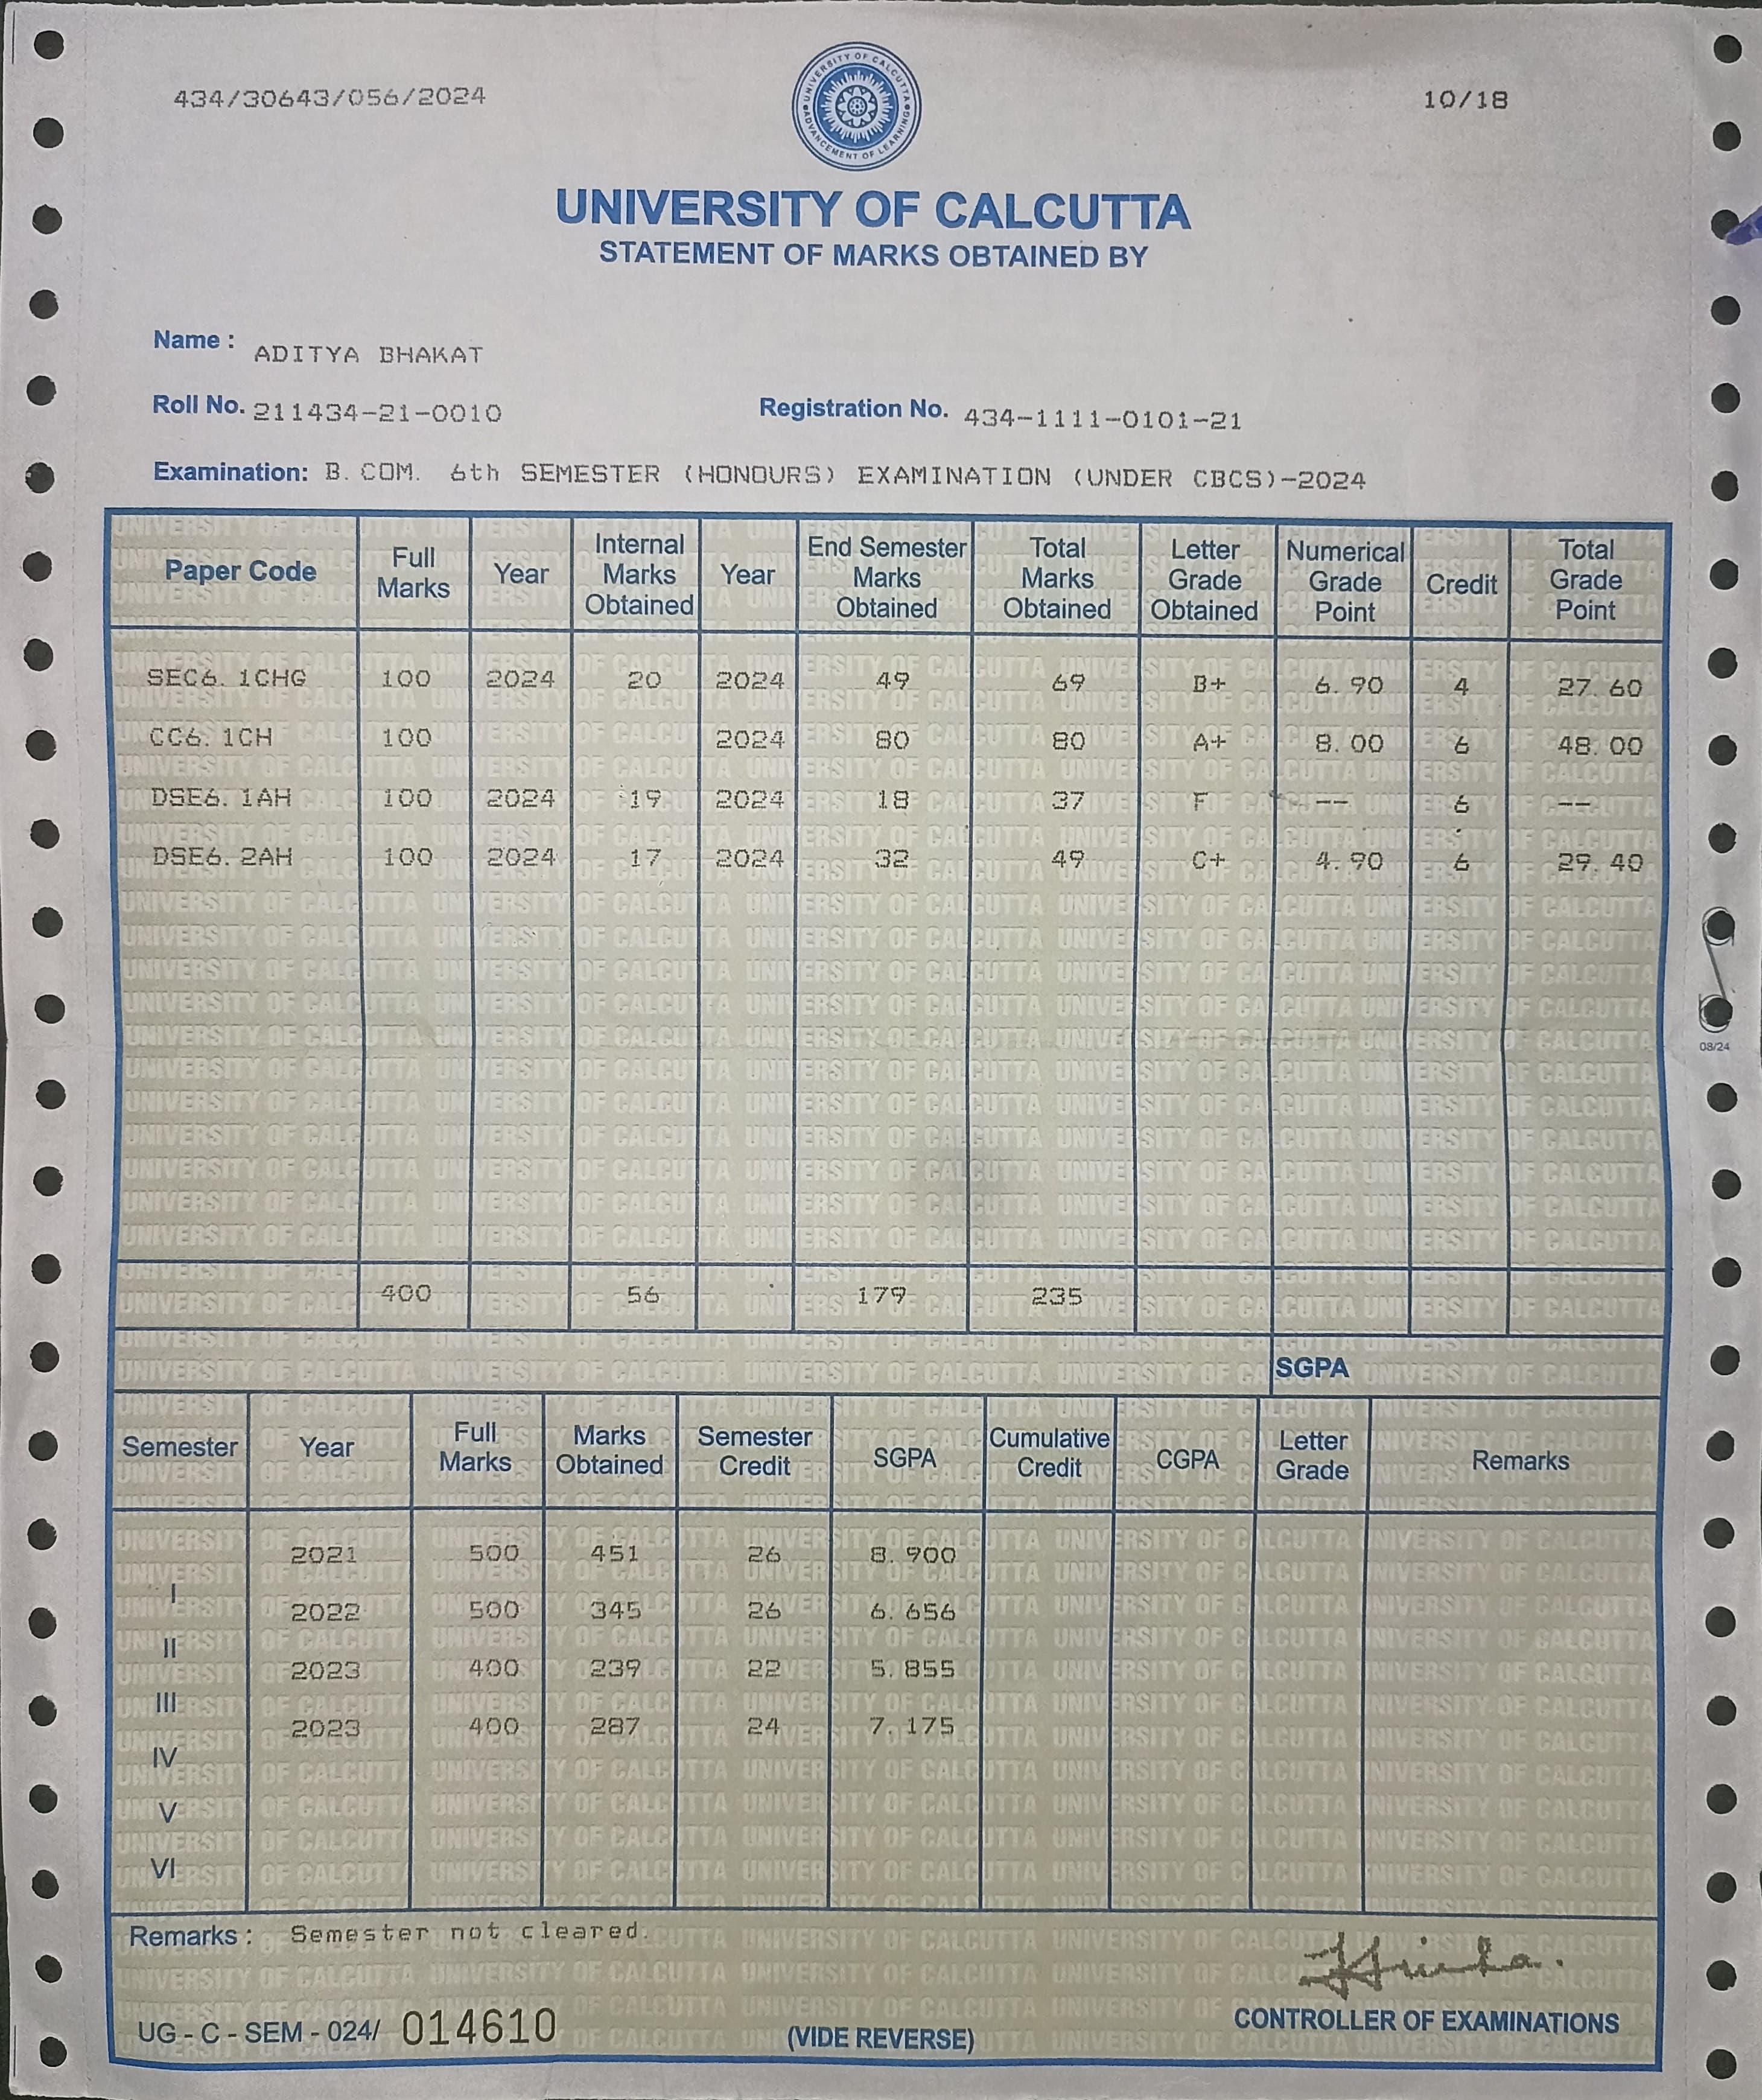 434/30643/056/2024 10/18
UNIVERSITY OF CALCUTTA
ADVANCEMENT OF LEARNING
UNIVERSITY OF CALCUTTA
STATEMENT OF MARKS OBTAINED BY
Name : ADITYA BHAKAT
Roll No. 211434-21-0010 Registration No. 434-1111-0101-21
Examination: B. COM. 6th SEMESTER (HONOURS) EXAMINATION (UNDER CBCS)-2024
Paper Code Full Marks Year Internal Marks Obtained Year End Semester Marks Obtained Total Marks Obtained Letter Grade Obtained Numerical Grade Point Credit Total Grade Point
SEC6. 1CHG 100 2024 20 2024 49 69 B+ 6. 90 4 27. 60
CC6. 1CH 100 2024 80 80 A+ 8. 00 6 48. 00
DSE6. 1AH 100 2024 19 2024 18 37 F -- 6 --
DSE6. 2AH 100 2024 17 2024 32 49 C+ 4. 90 6 29. 40
08/24
400 56 179 235
SGPA
Semester Year Full Marks Marks Obtained Semester Credit SGPA Cumulative Credit CGPA Letter Grade Remarks
2021 500 451 26 8. 900
I
2022 500 345 26 6. 656
II
2023 400 239 22 5. 855
III
2023 400 287 24 7. 175
IV
V
VI
Remarks : Semester not cleared.
UG - C - SEM - 024/ 014610 (VIDE REVERSE) CONTROLLER OF EXAMINATIONS